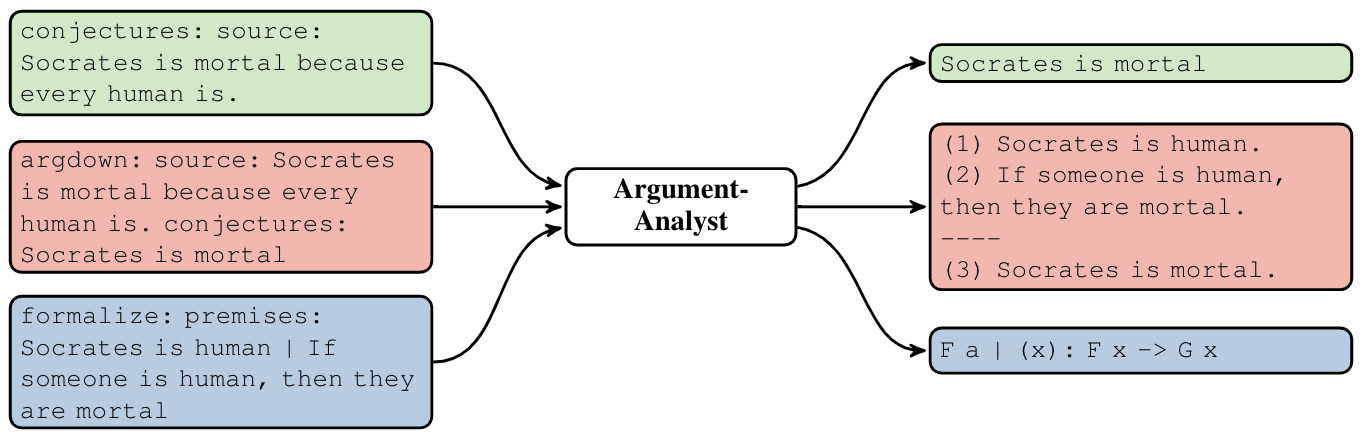 conjectures: source:
Socrates is mortal because
every human is.
argdown: source: Socrates
is mortal because every
human is. conjectures:
Socrates is mortal
formalize: premises:
Socrates is human | If
someone is human, then they
are mortal
Argument-
Analyst
Socrates is mortal
(1) Socrates is human.
(2) If someone is human,
then they are mortal.
----
(3) Socrates is mortal.
F a | (x): F x -> G x